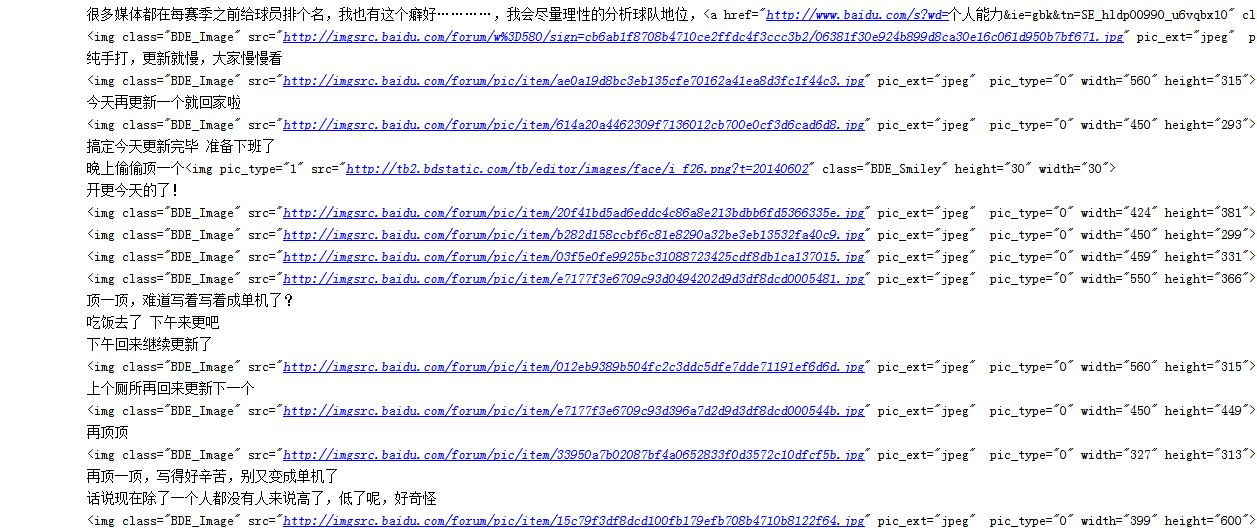 很多媒体都在每赛季之前给球员排个名，我也有这个癖好…………，我会尽量理性的分析球队地位，<a href="http://www.baidu.com/s?wd=个人能力&ie=gbk&tn=SE_hldp00990_u6vqbx10" cl
<img class="BDE_Image" src="http://imgsrc.baidu.com/forum/w%3D580/sign=cb6ab1f8708b4710ce2ffdc4f3ccc3b2/06381f30e924b899d8ca30e16c061d950b7bf671.jpg" pic_ext="jpeg"  p
纯手打，更新就慢，大家慢慢看
<img class="BDE_Image" src="http://imgsrc.baidu.com/forum/pic/item/ae0a19d8bc3eb135cfe70162a41ea8d3fc1f44c3.jpg" pic_ext="jpeg"  pic_type="0" width="560" height="315">
今天再更新一个就回家啦
<img class="BDE_Image" src="http://imgsrc.baidu.com/forum/pic/item/614a20a4462309f7136012cb700e0cf3d6cad6d8.jpg" pic_ext="jpeg"  pic_type="0" width="450" height="293">
搞定今天更新完毕 准备下班了
晚上偷偷顶一个<img pic_type="1" src="http://tb2.bdstatic.com/tb/editor/images/face/i_f26.png?t=20140602" class="BDE_Smiley" height="30" width="30">
开更今天的了！
<img class="BDE_Image" src="http://imgsrc.baidu.com/forum/pic/item/20f41bd5ad6eddc4c86a8e213bdbb6fd5366335e.jpg" pic_ext="jpeg"  pic_type="0" width="424" height="381">
<img class="BDE_Image" src="http://imgsrc.baidu.com/forum/pic/item/b282d158ccbf6c81e8290a32be3eb13532fa40c9.jpg" pic_ext="jpeg"  pic_type="0" width="450" height="299">
<img class="BDE_Image" src="http://imgsrc.baidu.com/forum/pic/item/03f5e0fe9925bc31088723425cdf8db1ca137015.jpg" pic_ext="jpeg"  pic_type="0" width="459" height="331">
<img class="BDE_Image" src="http://imgsrc.baidu.com/forum/pic/item/e7177f3e6709c93d0494202d9d3df8dcd0005481.jpg" pic_ext="jpeg"  pic_type="0" width="550" height="366">
顶一顶，难道写着写着成单机了？
吃饭去了 下午来更吧
下午回来继续更新了
<img class="BDE_Image" src="http://imgsrc.baidu.com/forum/pic/item/012eb9389b504fc2c3ddc5dfe7dde71191ef6d6d.jpg" pic_ext="jpeg"  pic_type="0" width="560" height="315">
上个厕所再回来更新下一个
<img class="BDE_Image" src="http://imgsrc.baidu.com/forum/pic/item/e7177f3e6709c93d396a7d2d9d3df8dcd000544b.jpg" pic_ext="jpeg"  pic_type="0" width="450" height="449">
再顶顶
<img class="BDE_Image" src="http://imgsrc.baidu.com/forum/pic/item/33950a7b02087bf4a0652833f0d3572c10dfcf5b.jpg" pic_ext="jpeg"  pic_type="0" width="327" height="313">
再顶一顶，写得好辛苦，别又变成单机了
话说现在除了一个人都没有人来说高了，低了呢，好奇怪
<img class="BDE_Image" src="http://imgsrc.baidu.com/forum/pic/item/15c79f3df8dcd100fb179efb708b4710b8122f64.jpg" pic_ext="jpeg"  pic_type="0" width="399" height="600">